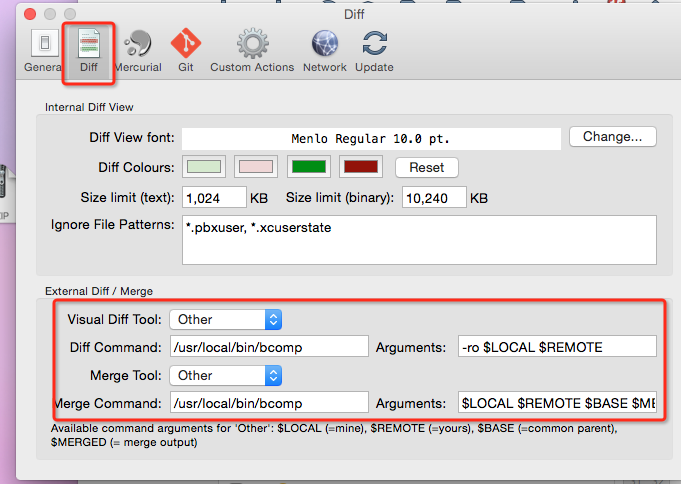 Diff
Genera Diff Mercurial Git Custom Actions Network Update
Internal Diff View
Diff View font: Menlo Regular 10.0 pt. Change...
Diff Colours: Reset
Size limit (text): 1,024 KB Size limit (binary): 10,240 KB
Ignore File Patterns: *.pbxuser, *.xcuserstate
External Diff / Merge
Visual Diff Tool: Other
Diff Command: /usr/local/bin/bcomp Arguments: -ro $LOCAL $REMOTE
Merge Tool: Other
Merge Command: /usr/local/bin/bcomp Arguments: $LOCAL $REMOTE $BASE $ME
Available command arguments for 'Other': $LOCAL (=mine), $REMOTE (=yours), $BASE (=common parent),
$MERGED (= merge output)